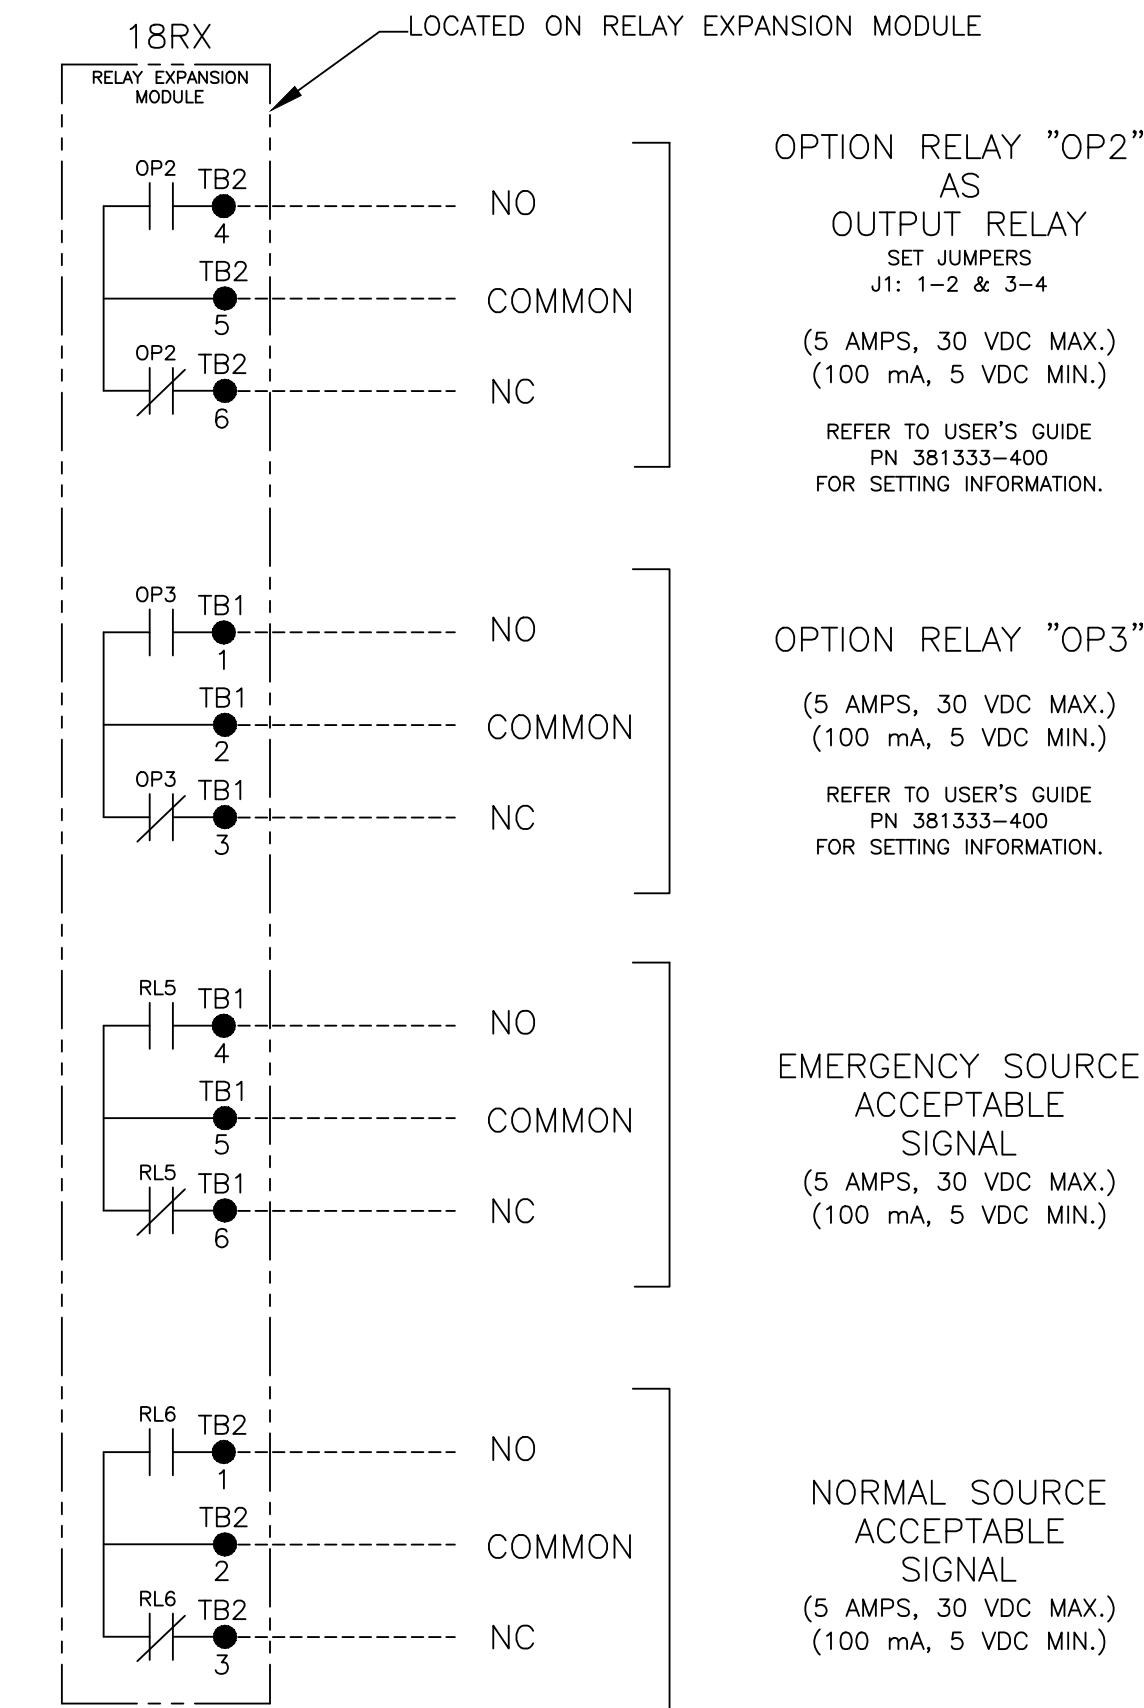 18RX
LOCATED ON RELAY EXPANSION MODULE
RELAY EXPANSION
MODULE
OP2
TB2
4
NO
TB2
5
COMMON
OP2
TB2
6
NC
OPTION RELAY "OP2"
AS
OUTPUT RELAY
SET JUMPERS
J1: 1-2 & 3-4
(5 AMPS, 30 VDC MAX.)
(100 mA, 5 VDC MIN.)
REFER TO USER'S GUIDE
PN 381333-400
FOR SETTING INFORMATION.
OP3
TB1
1
NO
TB1
2
COMMON
OP3
TB1
3
NC
OPTION RELAY "OP3"
(5 AMPS, 30 VDC MAX.)
(100 mA, 5 VDC MIN.)
REFER TO USER'S GUIDE
PN 381333-400
FOR SETTING INFORMATION.
RL5
TB1
4
NO
TB1
5
COMMON
RL5
TB1
6
NC
EMERGENCY SOURCE
ACCEPTABLE
SIGNAL
(5 AMPS, 30 VDC MAX.)
(100 mA, 5 VDC MIN.)
RL6
TB2
1
NO
TB2
2
COMMON
RL6
TB2
3
NC
NORMAL SOURCE
ACCEPTABLE
SIGNAL
(5 AMPS, 30 VDC MAX.)
(100 mA, 5 VDC MIN.)